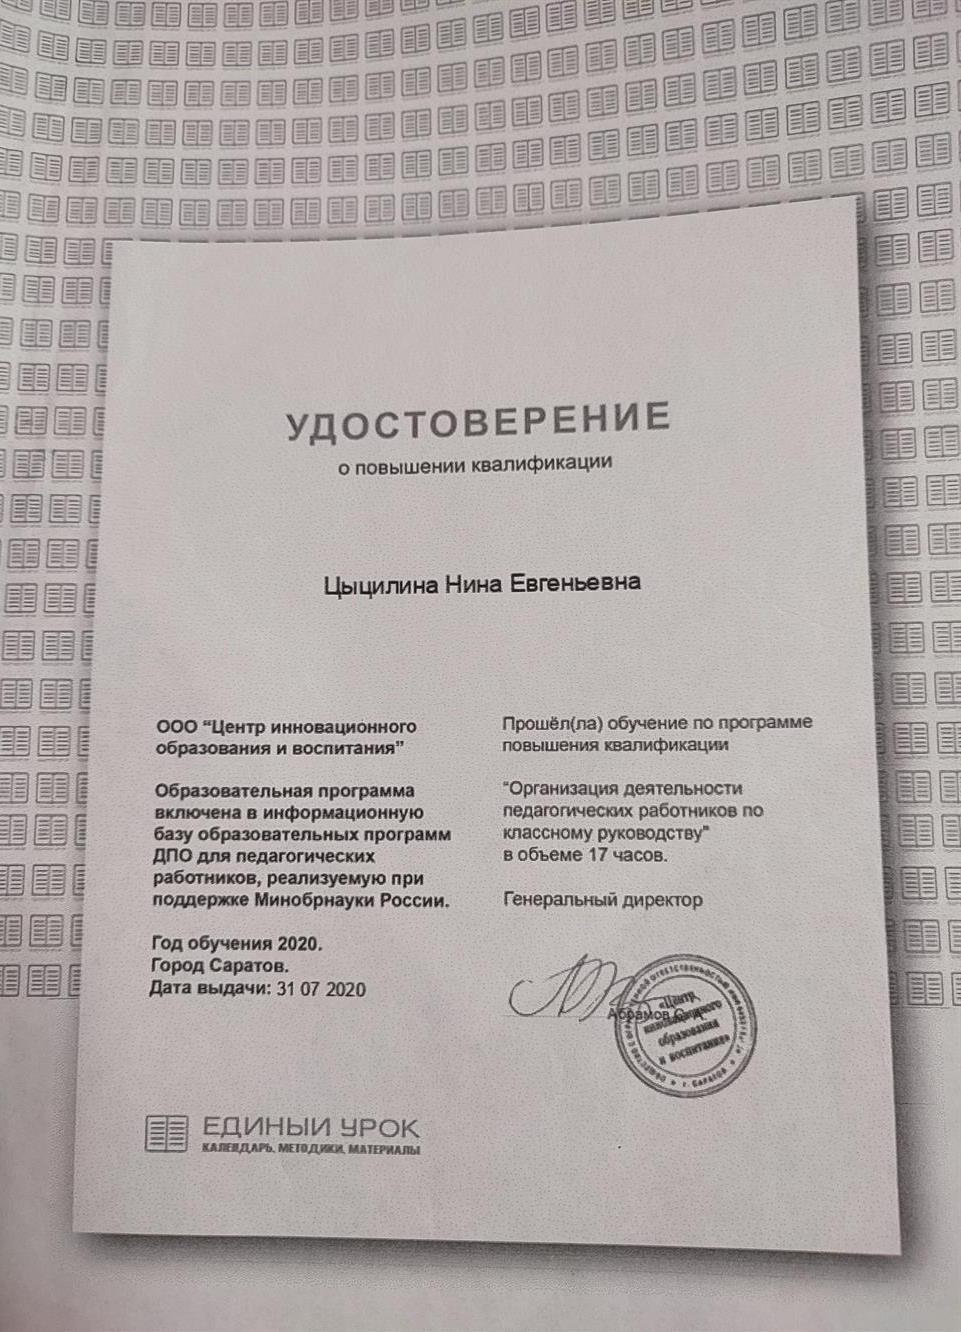 УДОСТОВЕРЕНИЕ
о повышении квалификации
Цыцилина Нина Евгеньевна
ООО “Центр инновационного
образования и воспитания”
Образовательная программа
включена в информационную
базу образовательных программ
ДПО для педагогических
работников, реализуемую при
поддержке Минобрнауки России.
Год обучения 2020.
Город Саратов.
Дата выдачи: 31 07 2020
Прошёл(ла) обучение по программе
повышения квалификации
“Организация деятельности
педагогических работников по
классному руководству”
в объеме 17 часов.
Генеральный директор
Абрамов С.
«Центр
инновационного
образования
и воспитания»
г. САРАТОВ
ЕДИНЫЙ УРОК
КАЛЕНДАРЬ, МЕТОДИКИ, МАТЕРИАЛЫ